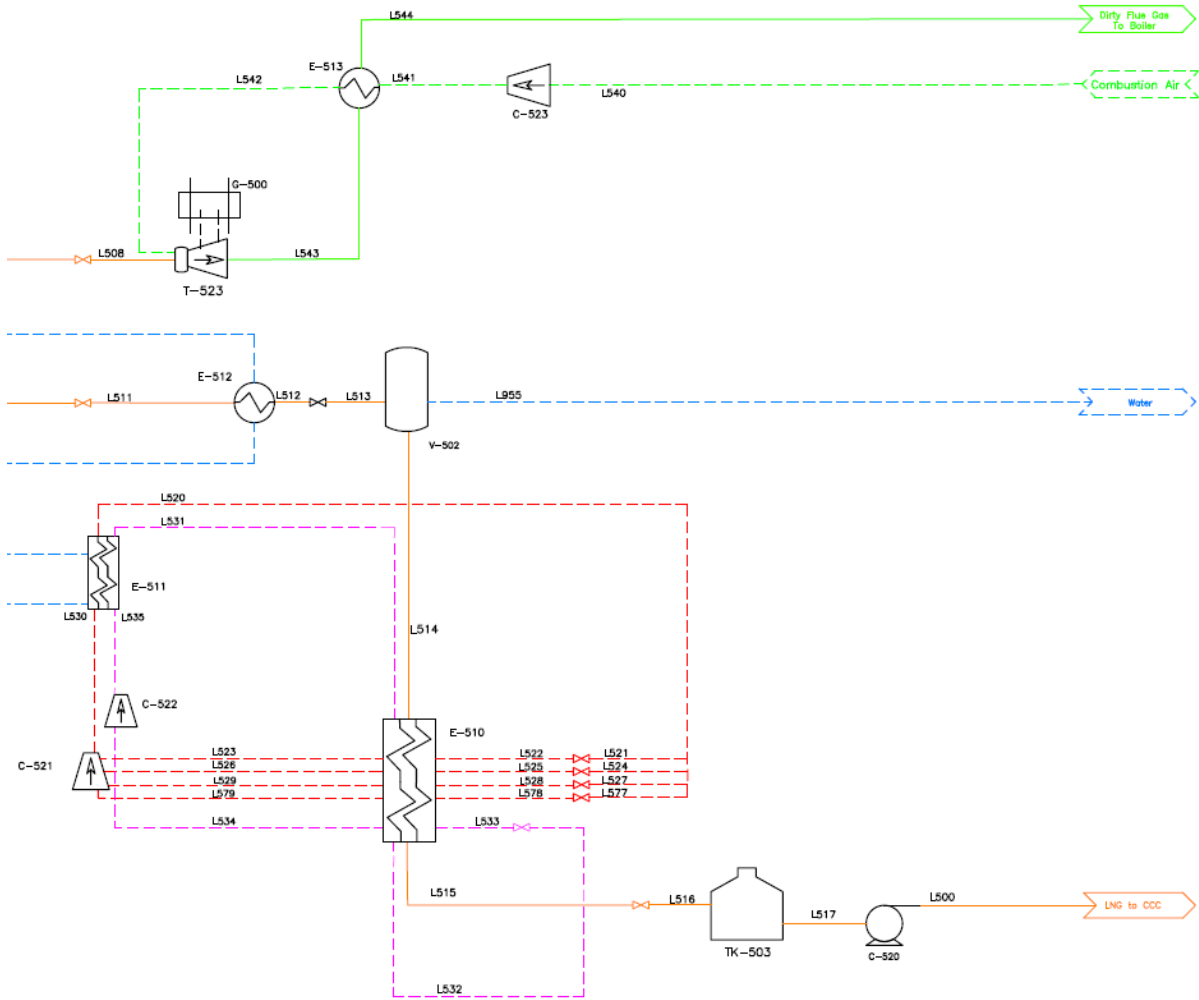 L544
Dirty Flue Gas
To Boiler
E-513
L542
L541
L540
Combustion Air
C-523
G-500
L508
L543
T-523
E-512
L511
L512
L513
L955
Water
V-502
L520
L531
E-511
L530
L535
L514
C-522
E-510
C-521
L523
L522
L521
L526
L525
L524
L529
L528
L527
L579
L578
L577
L534
L533
L515
L516
L517
L500
LNG to CCC
TK-503
C-520
L532